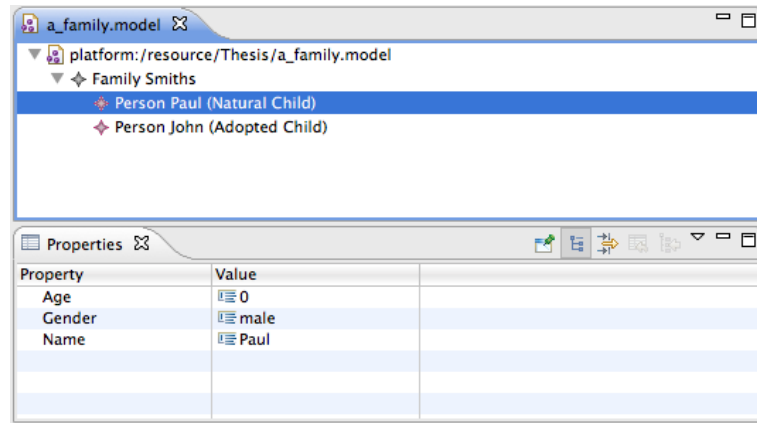 a_family.model
platform:/resource/Thesis/a_family.model
Family Smiths
Person Paul (Natural Child)
Person John (Adopted Child)
Properties
Property Value
Age 0
Gender male
Name Paul